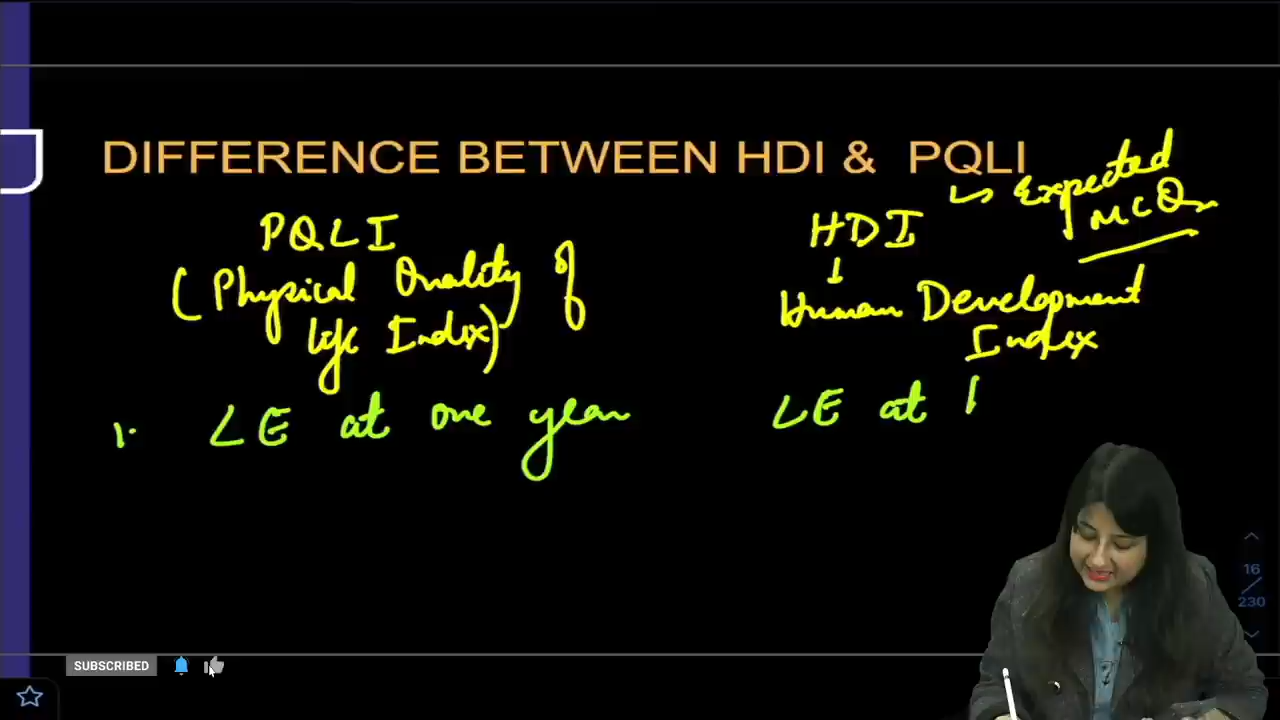 DIFFERENCE BETWEEN HDI & PQLI
↳ Expected
MCQs
PQLI
(Physical Quality of
life Index)
HDI
↓
Human Development
Index
1. LE at one year
LE at
16
230
SUBSCRIBED